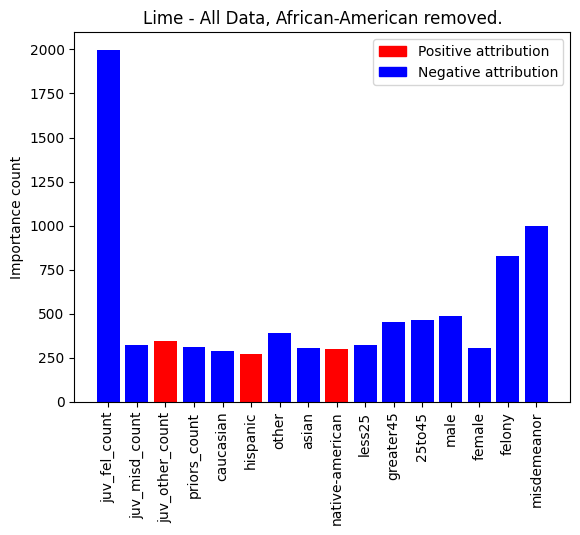 Lime - All Data, African-American removed.
Positive attribution
Negative attribution
Importance count
2000
1750
1500
1250
1000
750
500
250
0
juv_fel_count
juv_misd_count
juv_other_count
priors_count
caucasian
hispanic
other
asian
native-american
less25
greater45
25to45
male
female
felony
misdemeanor